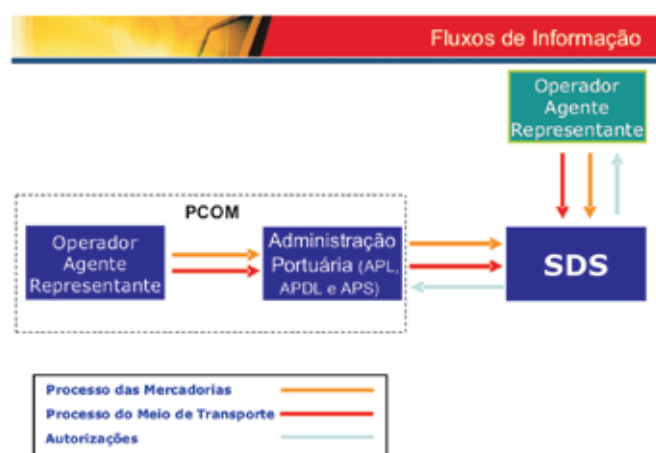 Fluxos de Informação
Operador
Agente
Representante
PCOM
Operador
Agente
Representante
Administração
Portuária (APL,
APDL e APS)
SDS
Processo das Mercadorias
Processo do Meio de Transporte
Autorizações